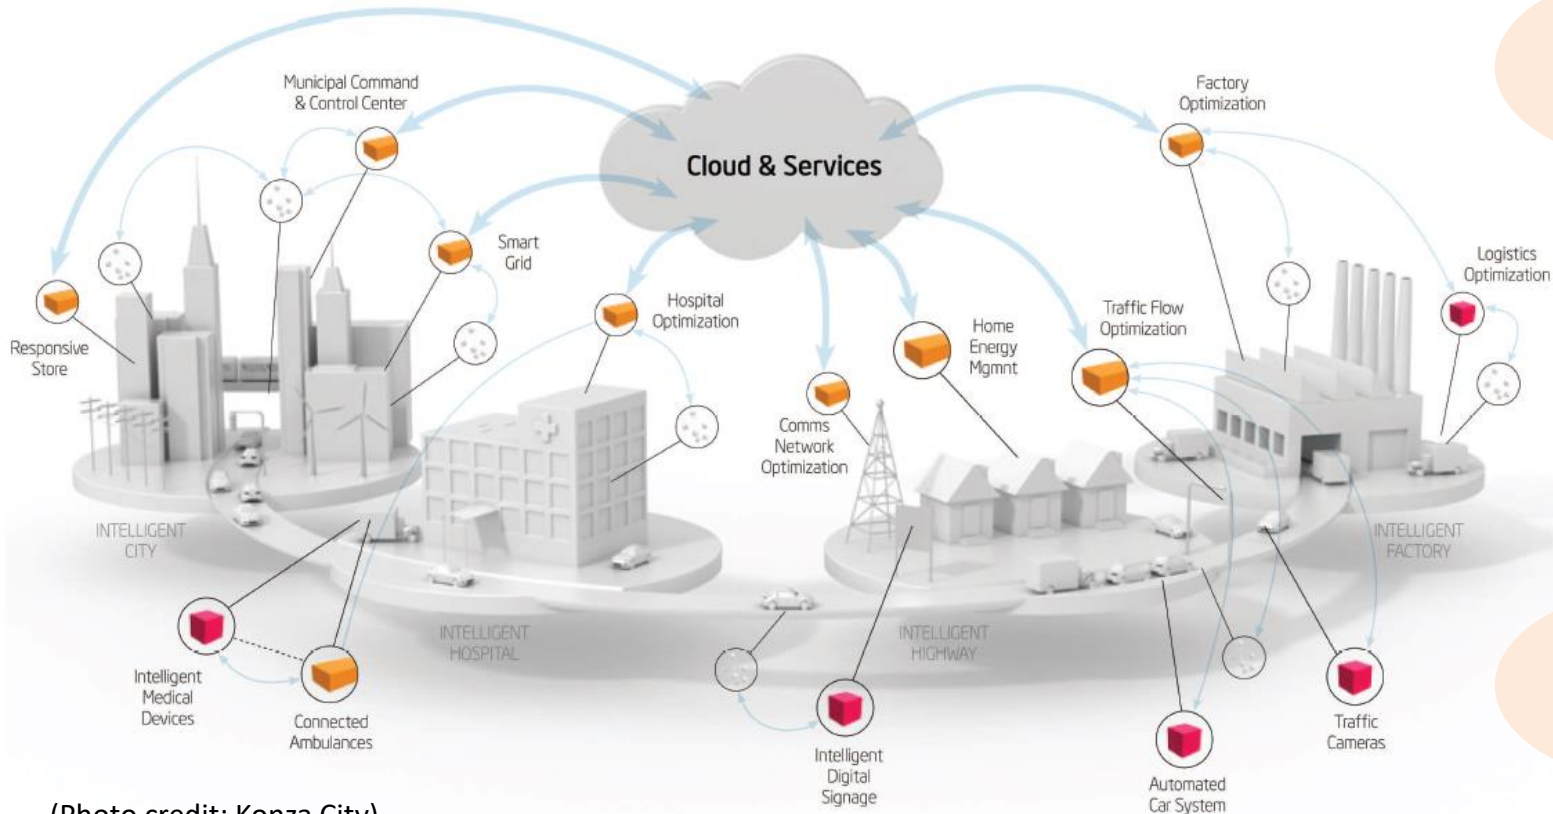 Municipal Command
& Control Center
Factory
Optimization
Cloud & Services
Smart
Grid
Logistics
Optimization
Responsive
Store
Hospital
Optimization
Home
Energy
Mgmnt
Traffic Flow
Optimization
Comms
Network
Optimization
INTELLIGENT
CITY
INTELLIGENT
FACTORY
INTELLIGENT
HOSPITAL
INTELLIGENT
HIGHWAY
Intelligent
Medical
Devices
Connected
Ambulances
Intelligent
Digital
Signage
Automated
Car System
Traffic
Cameras
(Photo credit: Konza City)